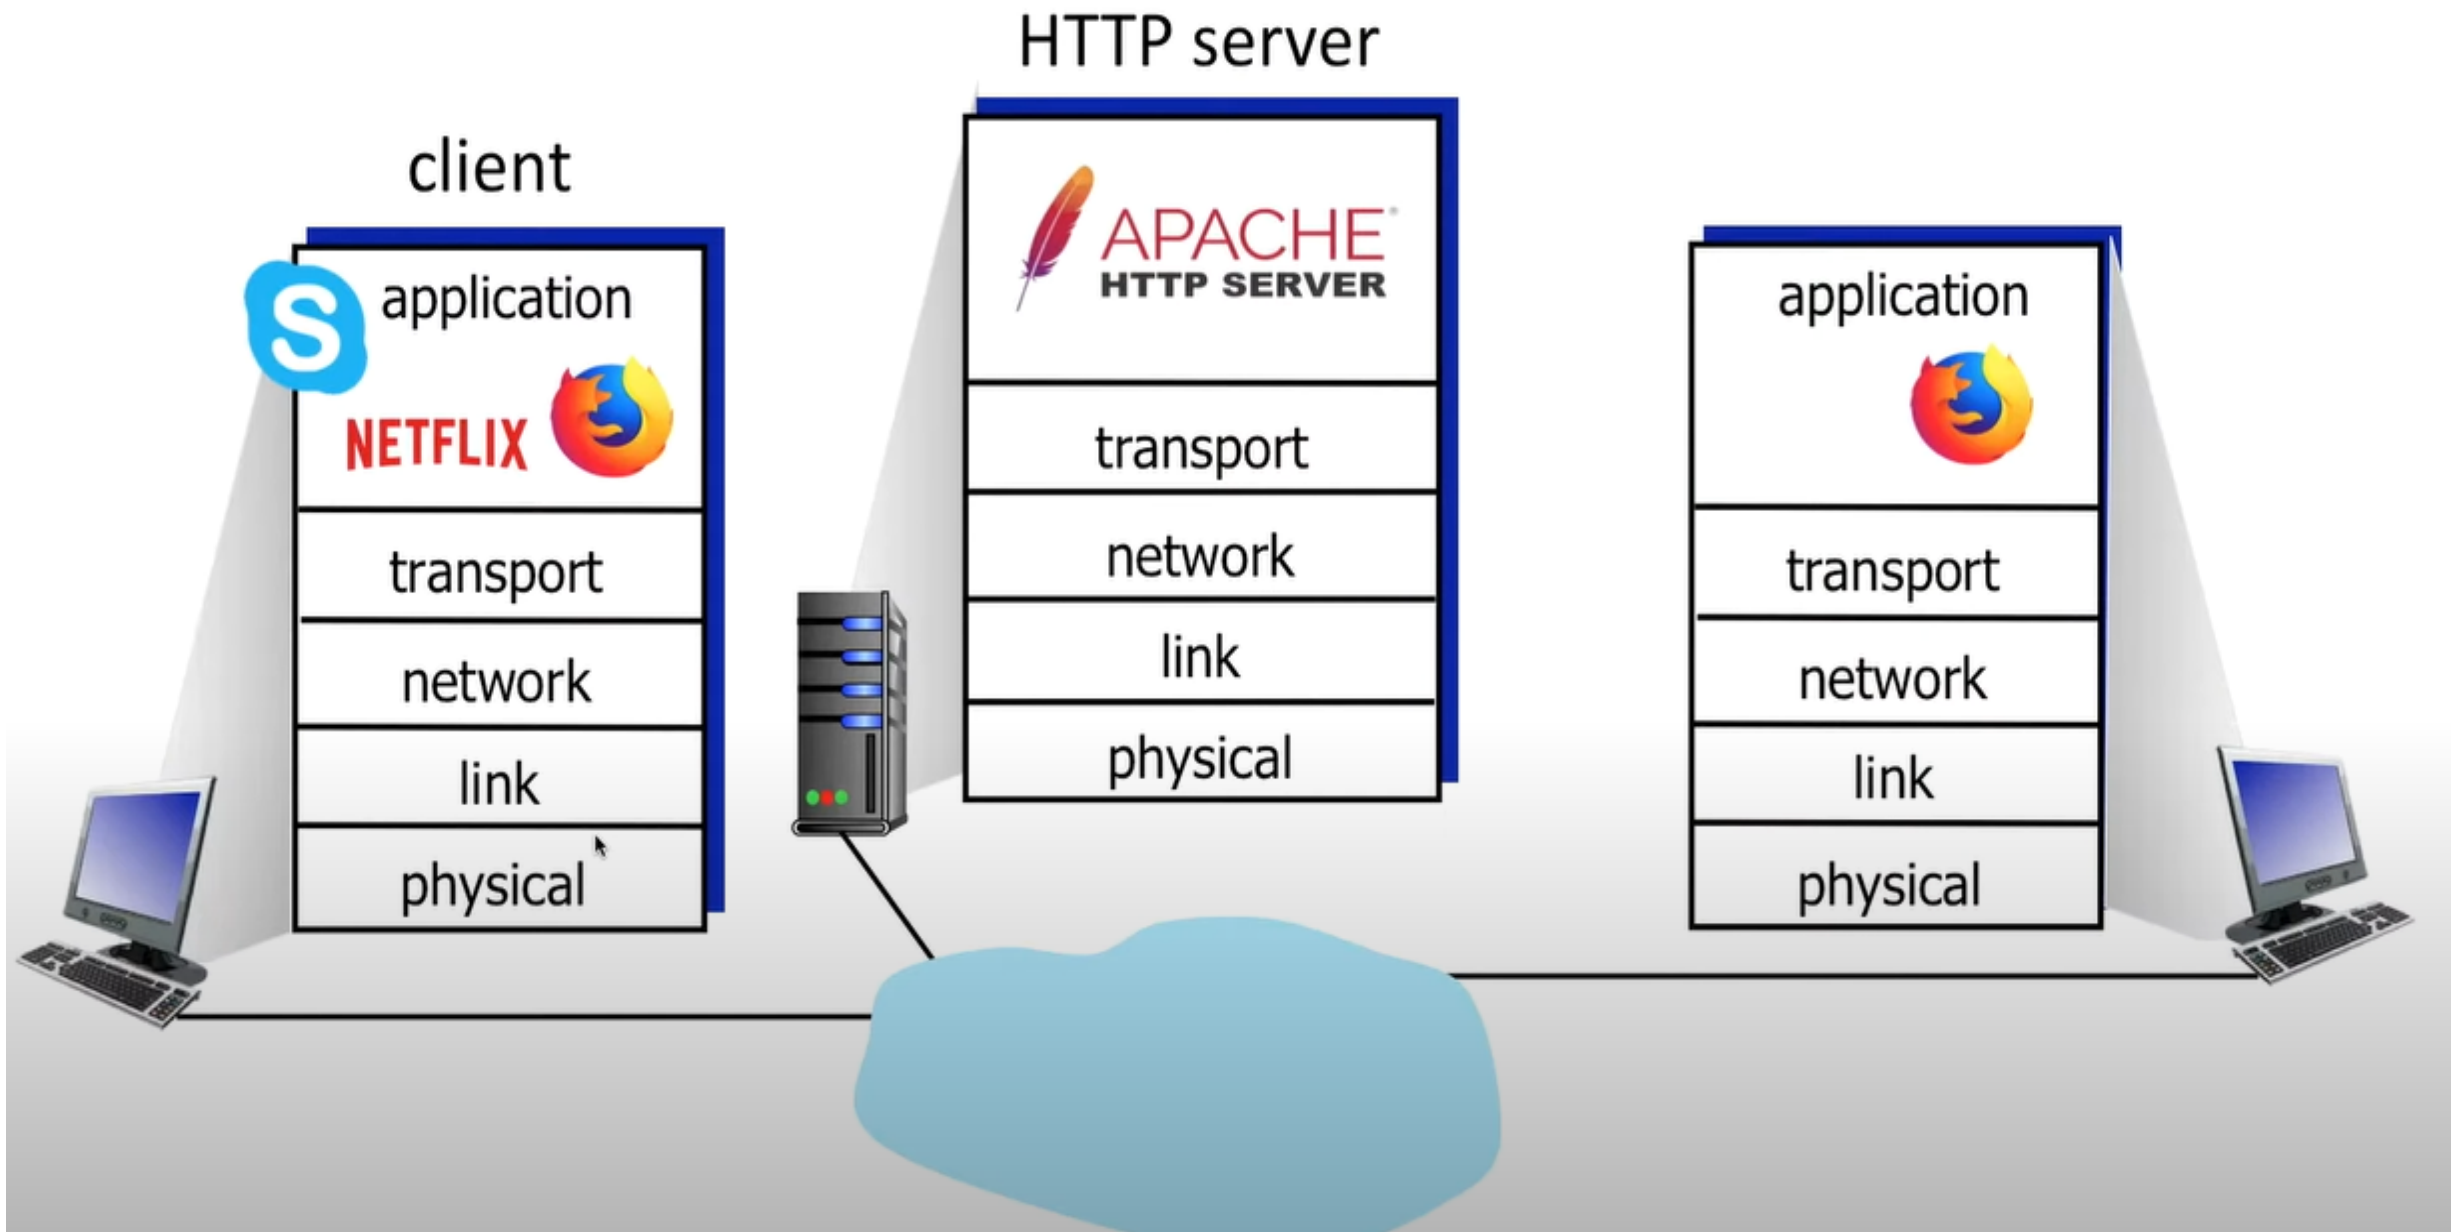 HTTP server
client
application
S
NETFLIX
transport
network
link
physical
APACHE®
HTTP SERVER
transport
network
link
physical
application
transport
network
link
physical